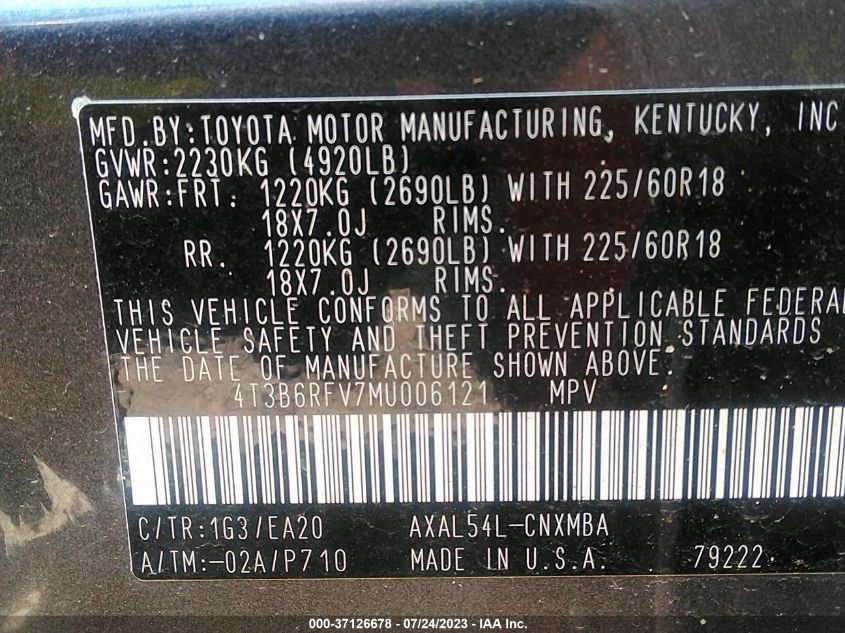 MFD.BY:TOYOTA MOTOR MANUFACTURING, KENTUCKY, INC
GVWR:2230KG (4920LB)
GAWR:FRT. 1220KG (2690LB) WITH 225/60R18
18X7.0J RIMS.
RR. 1220KG (2690LB) WITH 225/60R18
18X7.0J RIMS.
THIS VEHICLE CONFORMS TO ALL APPLICABLE FEDERAL
VEHICLE SAFETY AND THEFT PREVENTION STANDARDS
THE DATE OF MANUFACTURE SHOWN ABOVE.
4T3B6RFV7MU006121 MPV
C/TR:1G3/EA20 AXAL54L-CNXMBA
A/TM:-02A/P710 MADE IN U.S.A. 79222
000-37126678 - 07/24/2023 - IAA Inc.